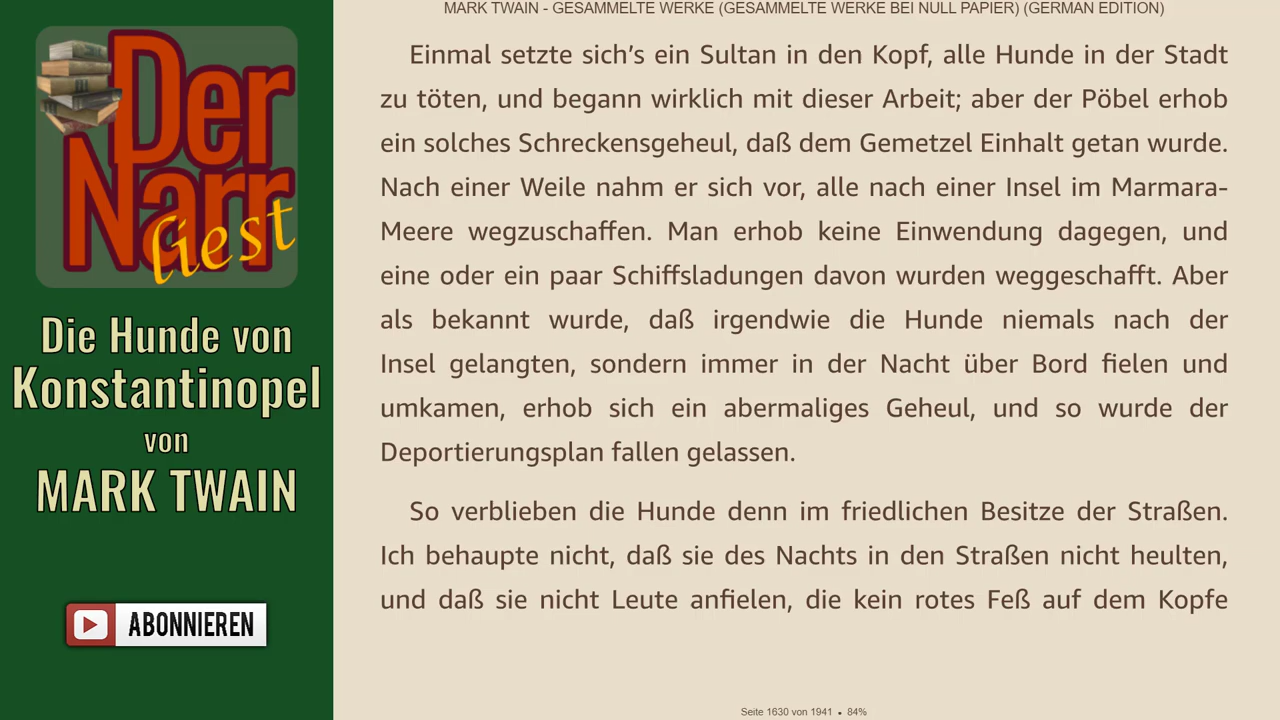 Der
Narr
liest
Die Hunde von
Konstantinopel
von
MARK TWAIN
ABONNIEREN
MARK TWAIN - GESAMMELTE WERKE (GESAMMELTE WERKE BEI NULL PAPIER) (GERMAN EDITION)
Einmal setzte sich’s ein Sultan in den Kopf, alle Hunde in der Stadt
zu töten, und begann wirklich mit dieser Arbeit; aber der Pöbel erhob
ein solches Schreckensgeheul, daß dem Gemetzel Einhalt getan wurde.
Nach einer Weile nahm er sich vor, alle nach einer Insel im Marmara-
Meere wegzuschaffen. Man erhob keine Einwendung dagegen, und
eine oder ein paar Schiffsladungen davon wurden weggeschafft. Aber
als bekannt wurde, daß irgendwie die Hunde niemals nach der
Insel gelangten, sondern immer in der Nacht über Bord fielen und
umkamen, erhob sich ein abermaliges Geheul, und so wurde der
Deportierungsplan fallen gelassen.
So verblieben die Hunde denn im friedlichen Besitze der Straßen.
Ich behaupte nicht, daß sie des Nachts in den Straßen nicht heulten,
und daß sie nicht Leute anfielen, die kein rotes Feß auf dem Kopfe
Seite 1630 von 1941 • 84%